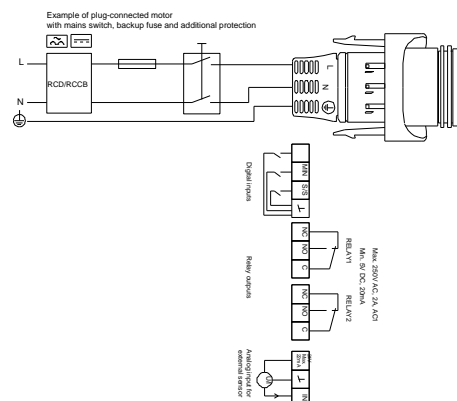 Example of plug-connected motor
with mains switch, backup fuse and additional protection
L
RCD/RCCB
N
L
N
MIN
S/S
Digital inputs
NC
NO
C
RELAY1
Max. 250V AC, 2A, AC1
Min. 5V DC, 20mA
Relay outputs
NC
NO
C
RELAY2
Max.
IN
Analog input for
external sensor